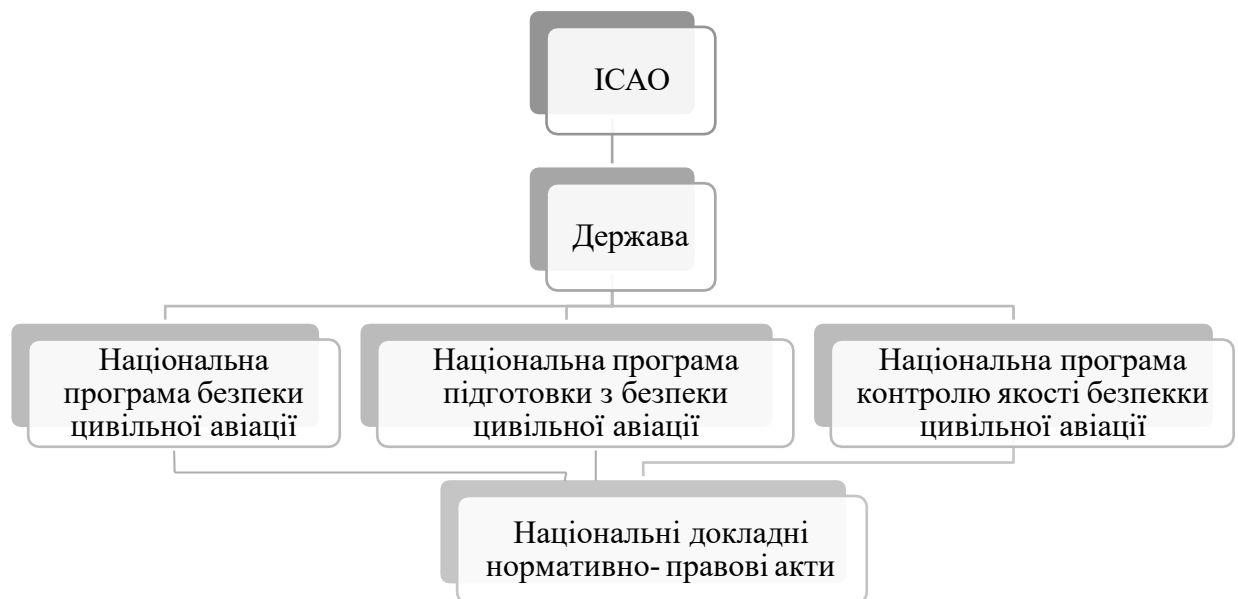 ІСАО
Держава
Національна
програма безпеки
цивільної авіації
Національна програма
підготовки з безпеки
цивільної авіації
Національна програма
контролю якості безпекки
цивільної авіації
Національні докладні
нормативно- правові акти